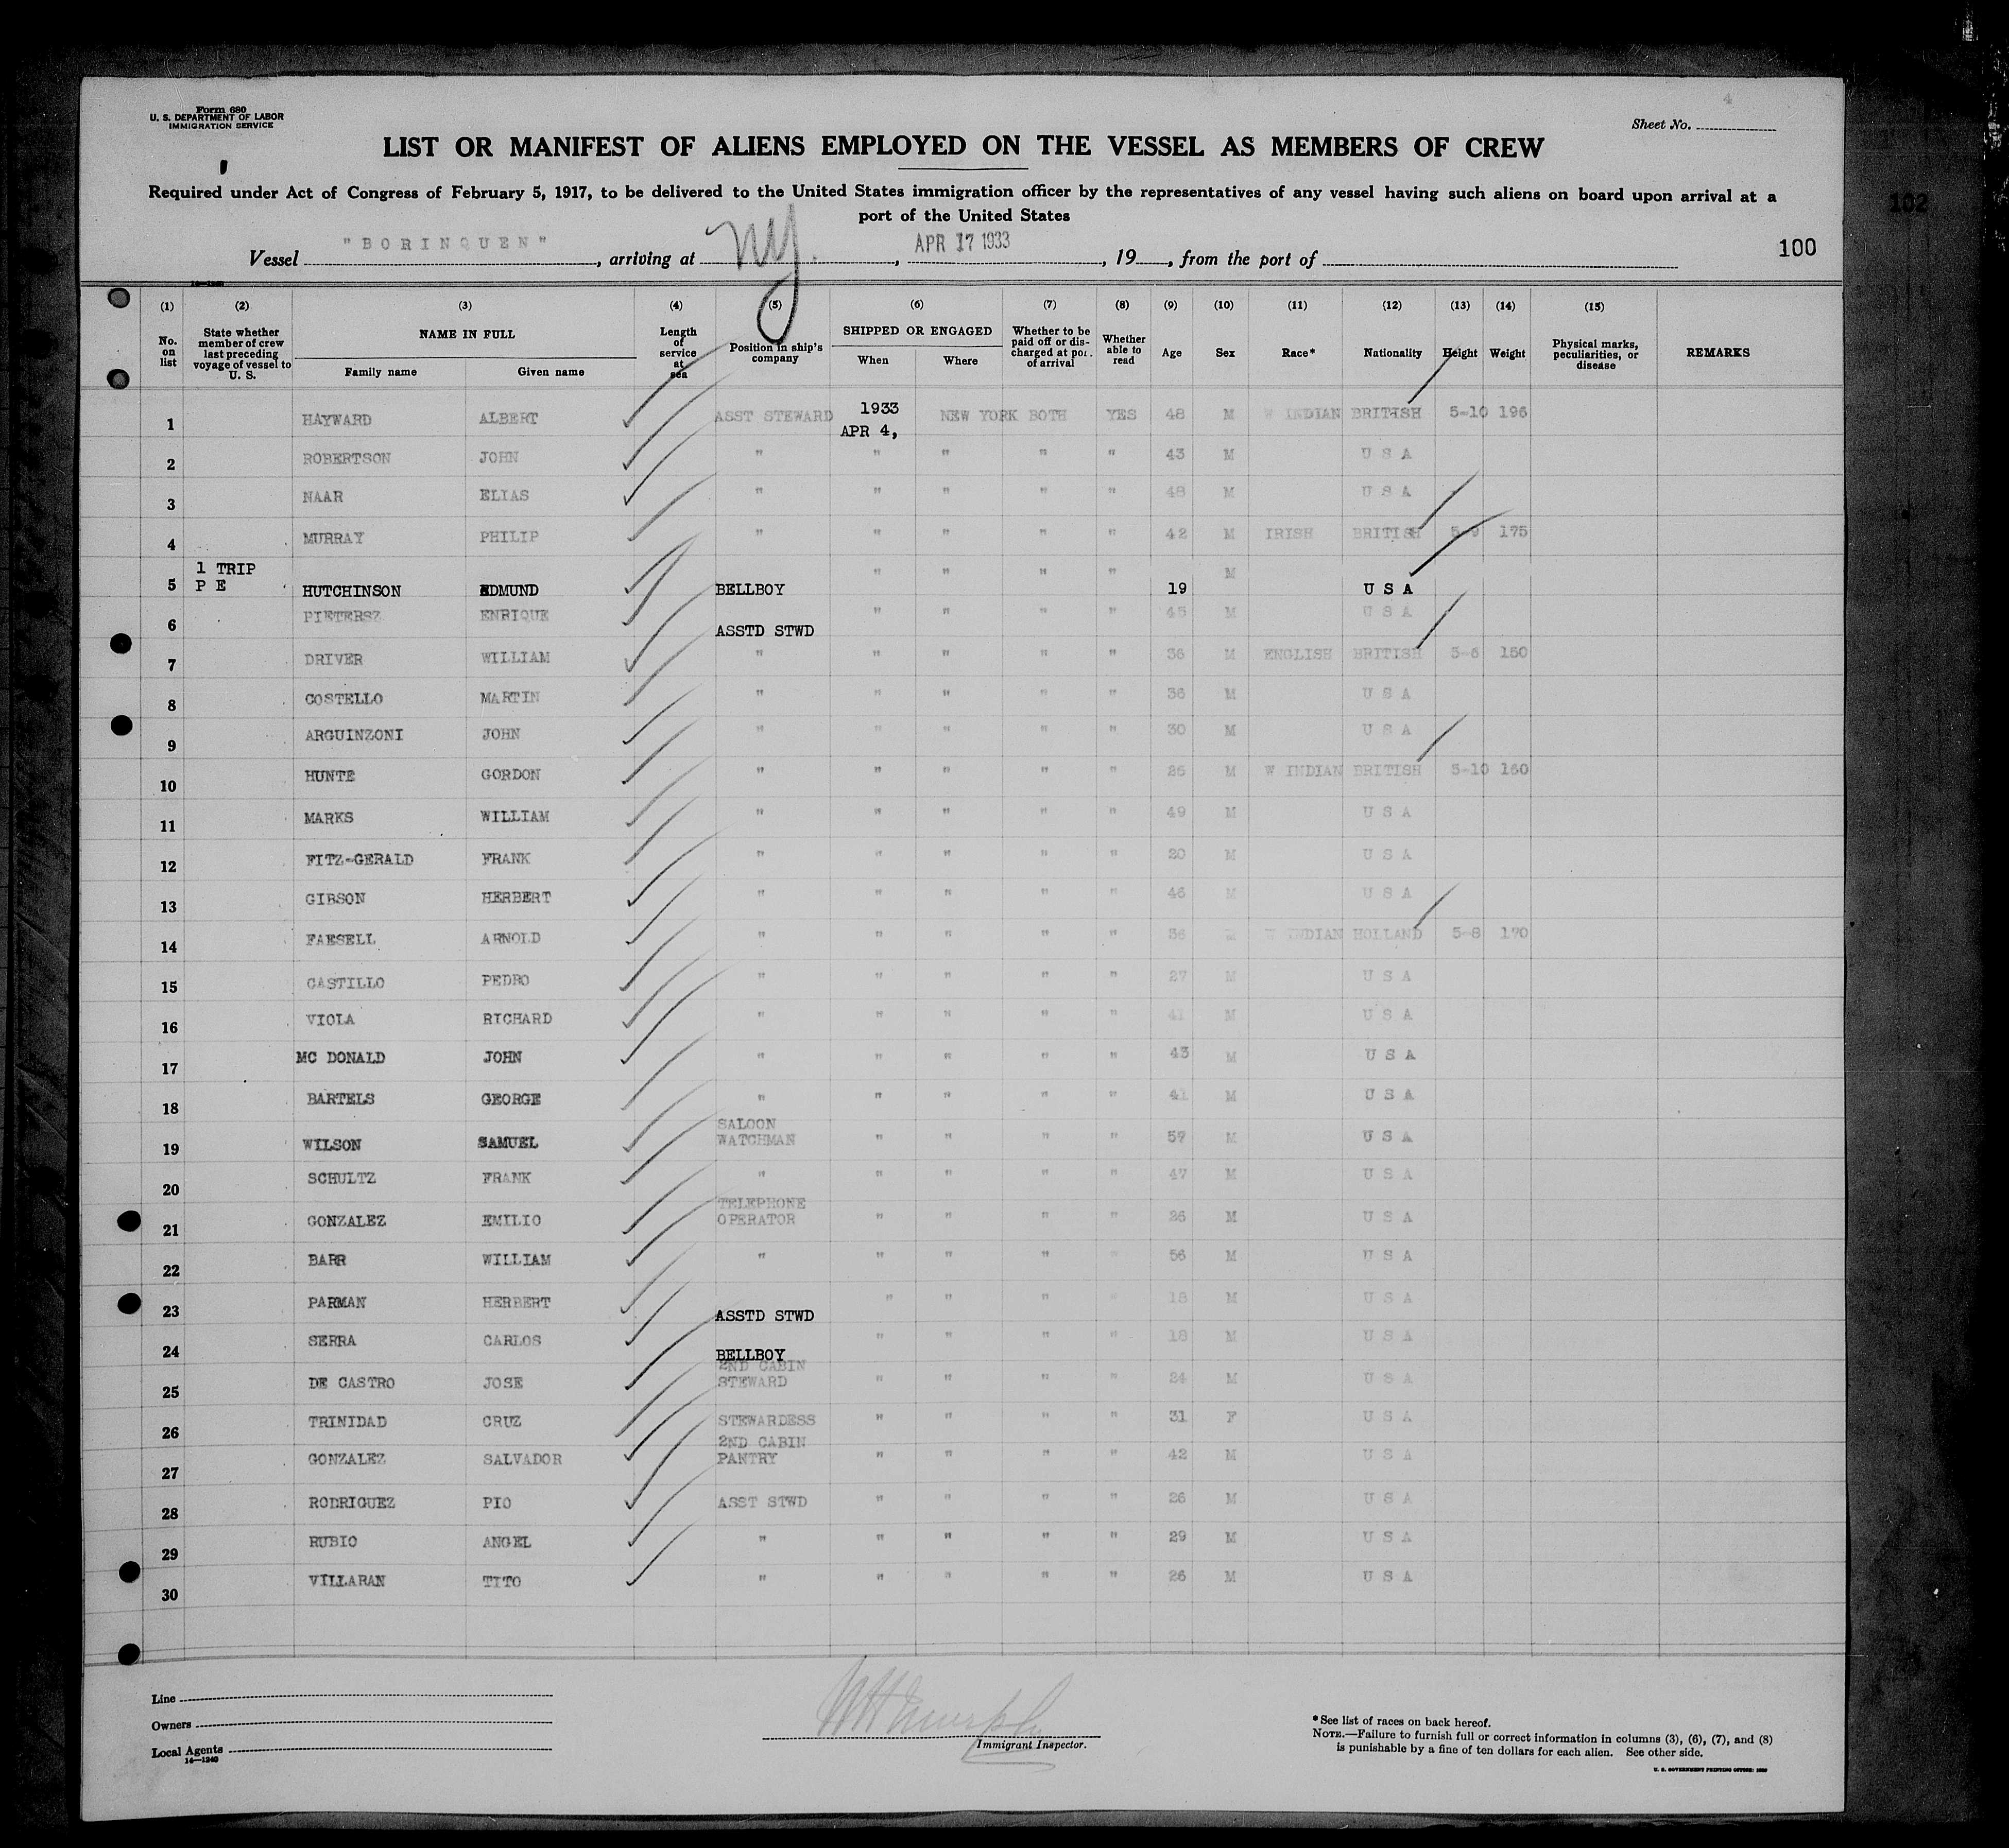 4
Form 680
U. S. DEPARTMENT OF LABOR
IMMIGRATION SERVICE
Sheet No.
LIST OR MANIFEST OF ALIENS EMPLOYED ON THE VESSEL AS MEMBERS OF CREW
Required under Act of Congress of February 5, 1917, to be delivered to the United States immigration officer by the representatives of any vessel having such aliens on board upon arrival at a
port of the United States
102
Vessel "BORINQUEN", arriving at NY., APR 17 1933, 19, from the port of
100
(1) (2) (3) (4) (5) (6) (7) (8) (9) (10) (11) (12) (13) (14) (15)
No. on list | State whether member of crew last preceding voyage of vessel to U. S. | NAME IN FULL | Length of service at sea | Position in ship's company | SHIPPED OR ENGAGED | Whether to be paid off or discharged at port of arrival | Whether able to read | Age | Sex | Race* | Nationality | Height | Weight | Physical marks, peculiarities, or disease | REMARKS
Family name | Given name | When | Where
1 HAYWARD ALBERT ASST STEWARD 1933 APR 4, NEW YORK BOTH YES 48 M W INDIAN BRITISH 5-10 196
2 ROBERTSON JOHN " " " " " 43 M U S A
3 NAAR ELIAS " " " " " 48 M U S A
4 MURRAY PHILIP " " " " " 42 M IRISH BRITISH 5-9 175
5 1 TRIP P E HUTCHINSON EDMUND BELLBOY " " " " 19 M U S A
6 PIETERSZ ENRIQUE ASSTD STWD " " " " 45 M U S A
7 DRIVER WILLIAM " " " " " 36 M ENGLISH BRITISH 5-6 150
8 COSTELLO MARTIN " " " " " 36 M U S A
9 ARGUINZONI JOHN " " " " " 30 M U S A
10 HUNTE GORDON " " " " " 25 M W INDIAN BRITISH 5-10 160
11 MARKS WILLIAM " " " " " 49 M U S A
12 FITZ-GERALD FRANK " " " " " 20 M U S A
13 GIBSON HERBERT " " " " " 46 M U S A
14 FAESELL ARNOLD " " " " " 36 M W INDIAN HOLLAND 5-8 170
15 CASTILLO PEDRO " " " " " 27 M U S A
16 VIOLA RICHARD " " " " " 41 M U S A
17 MC DONALD JOHN " " " " " 43 M U S A
18 BARTELS GEORGE " " " " " 41 M U S A
19 WILSON SAMUEL SALOON WATCHMAN " " " " 57 M U S A
20 SCHULTZ FRANK " " " " " 47 M U S A
21 GONZALEZ EMILIO TELEPHONE OPERATOR " " " " M U S A
22 BARR WILLIAM " " " " " 56 M U S A
23 PARMAN HERBERT ASSTD STWD " " " " 18 M U S A
24 SERRA CARLOS BELLBOY " " " " 18 M U S A
25 DE CASTRO JOSE 2ND CABIN STEWARD " " " " 24 M U S A
26 TRINIDAD CRUZ STEWARDESS " " " " 31 F U S A
27 GONZALEZ SALVADOR 2ND CABIN PANTRY " " " " 42 M U S A
28 RODRIGUEZ PIO ASST STWD " " " " 26 M U S A
29 RUBIO ANGEL " " " " " 29 M U S A
30 VILLARAN TITO " " " " " 26 M U S A
Line
Owners
Local Agents
14—1240
Immigrant Inspector.
*See list of races on back hereof.
NOTE.—Failure to furnish full or correct information in columns (3), (6), (7), and (8)
is punishable by a fine of ten dollars for each alien. See other side.